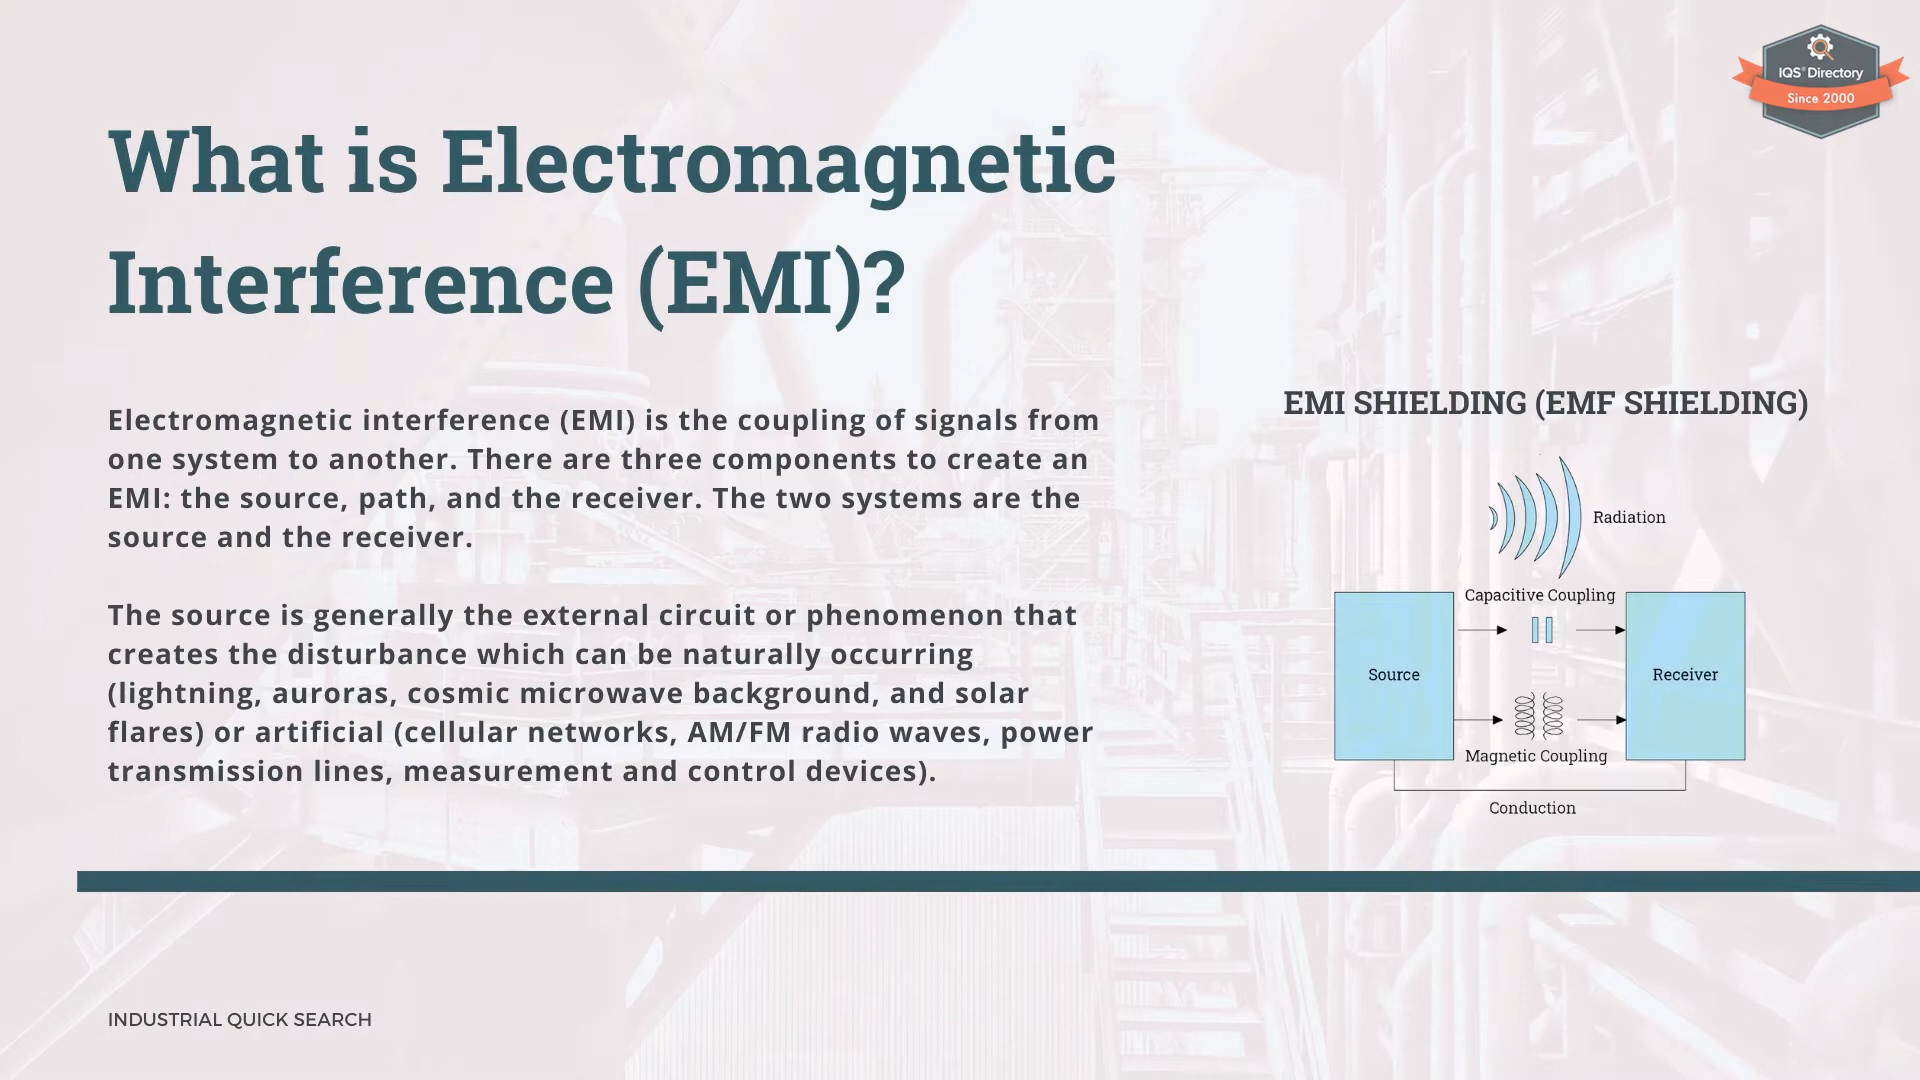 IQS® Directory
Since 2000
What is Electromagnetic
Interference (EMI)?
Electromagnetic interference (EMI) is the coupling of signals from
one system to another. There are three components to create an
EMI: the source, path, and the receiver. The two systems are the
source and the receiver.
The source is generally the external circuit or phenomenon that
creates the disturbance which can be naturally occurring
(lightning, auroras, cosmic microwave background, and solar
flares) or artificial (cellular networks, AM/FM radio waves, power
transmission lines, measurement and control devices).
EMI SHIELDING (EMF SHIELDING)
Radiation
Capacitive Coupling
Source
Receiver
Magnetic Coupling
Conduction
INDUSTRIAL QUICK SEARCH